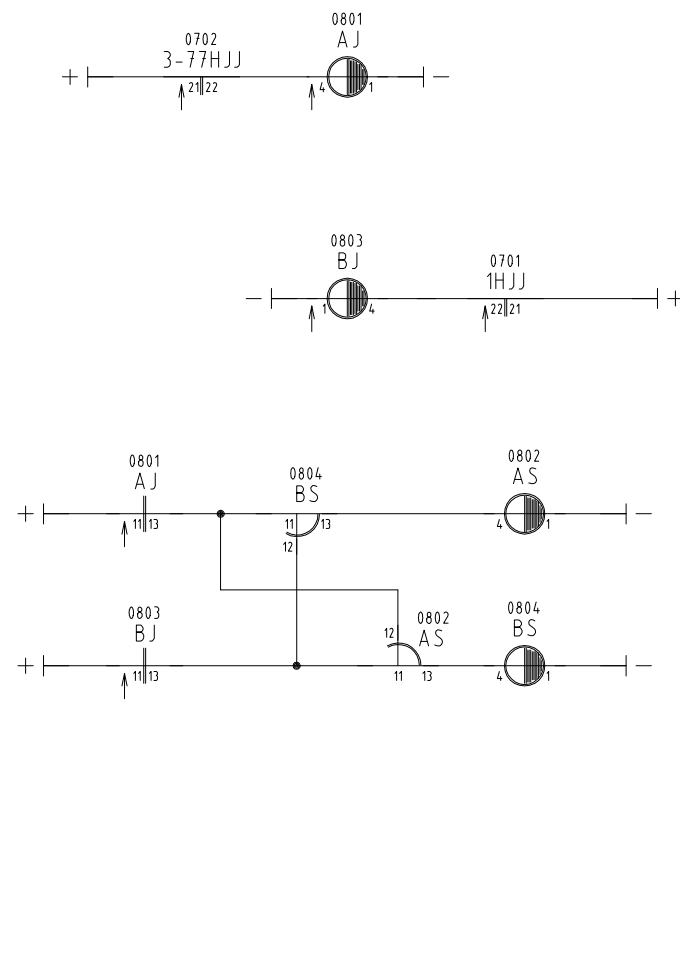 0801
AJ
0702
3-77HJJ
+ 21 22 4 1 —
0803
BJ
0701
1HJJ
— 1 4 22 21 +
0801
AJ
0804
BS
0802
AS
+ 11 13 11 13 4 1 —
12
0803
BJ
12
0802
AS
0804
BS
+ 11 13 11 13 4 1 —